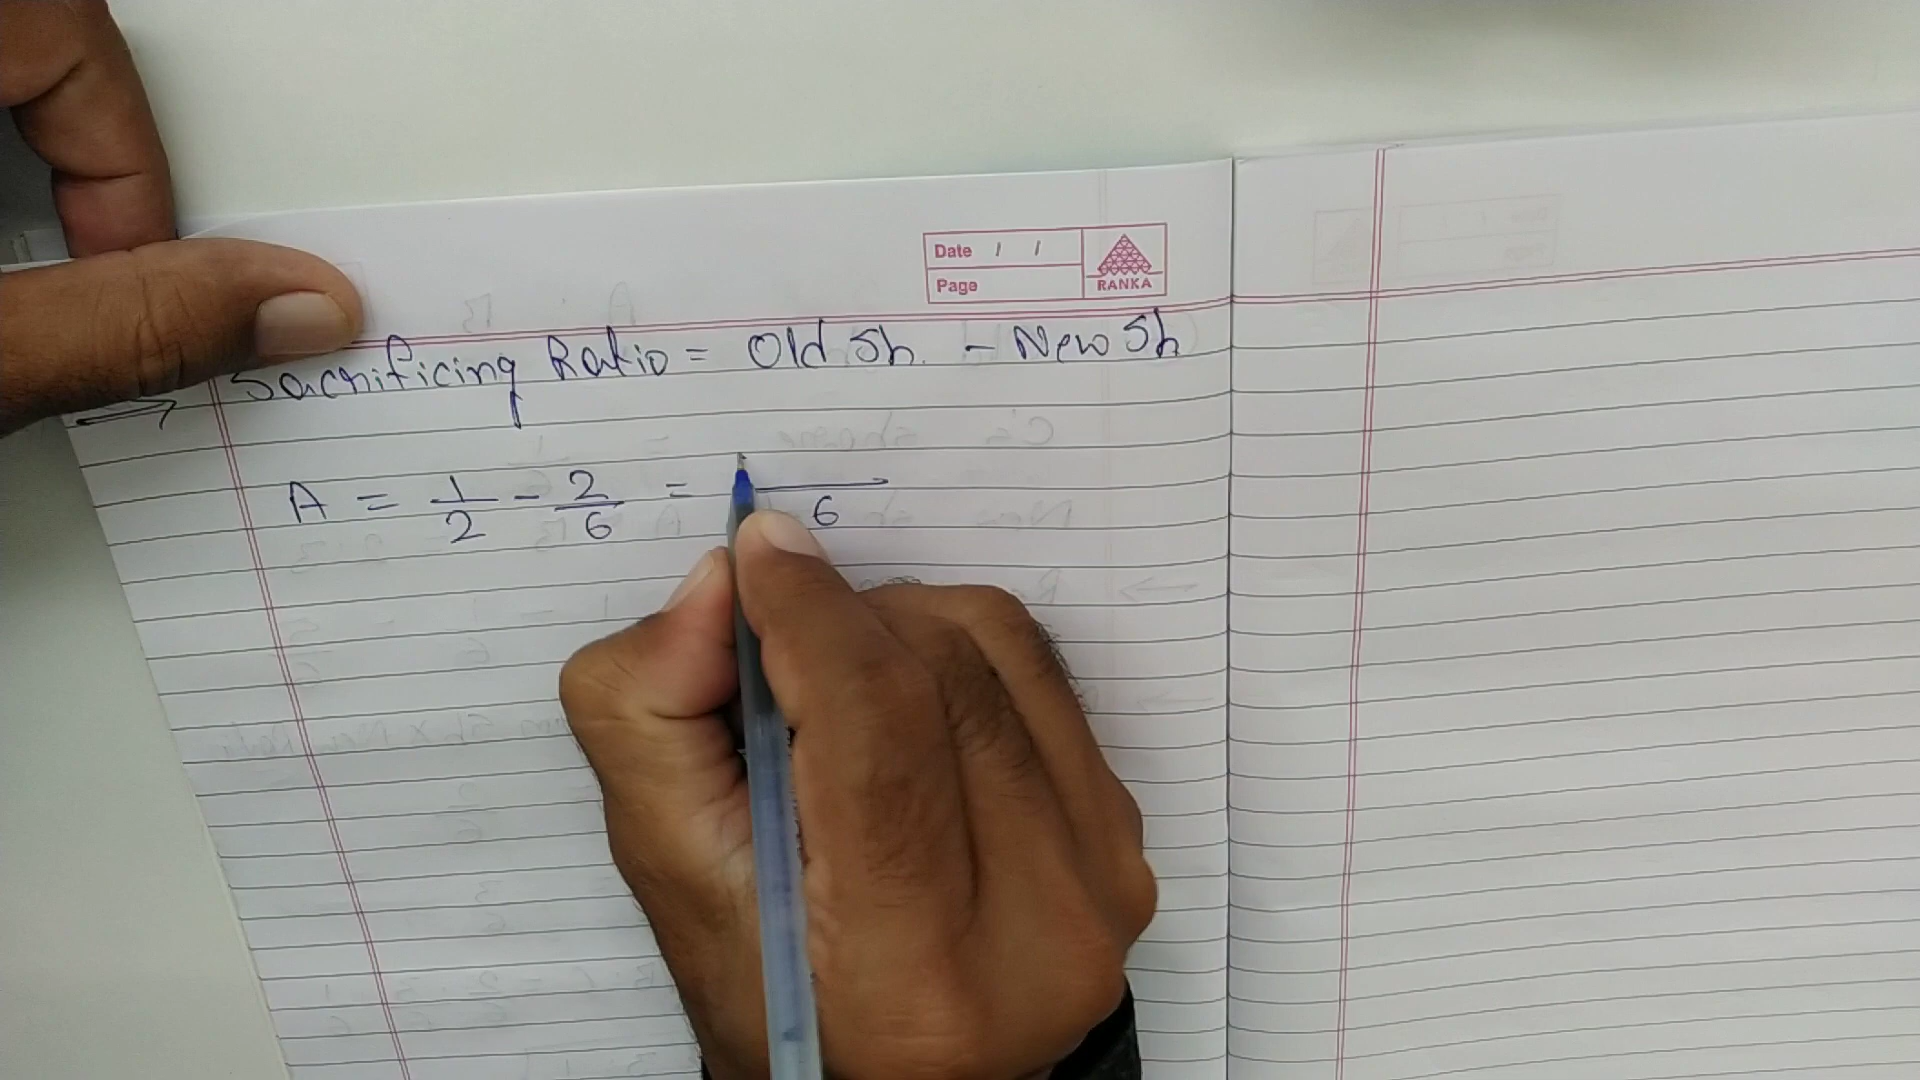 Date / /
Page
RANKA
Sacrificing Ratio = Old Sh. - New Sh
A = 1/2 - 2/6 = /6